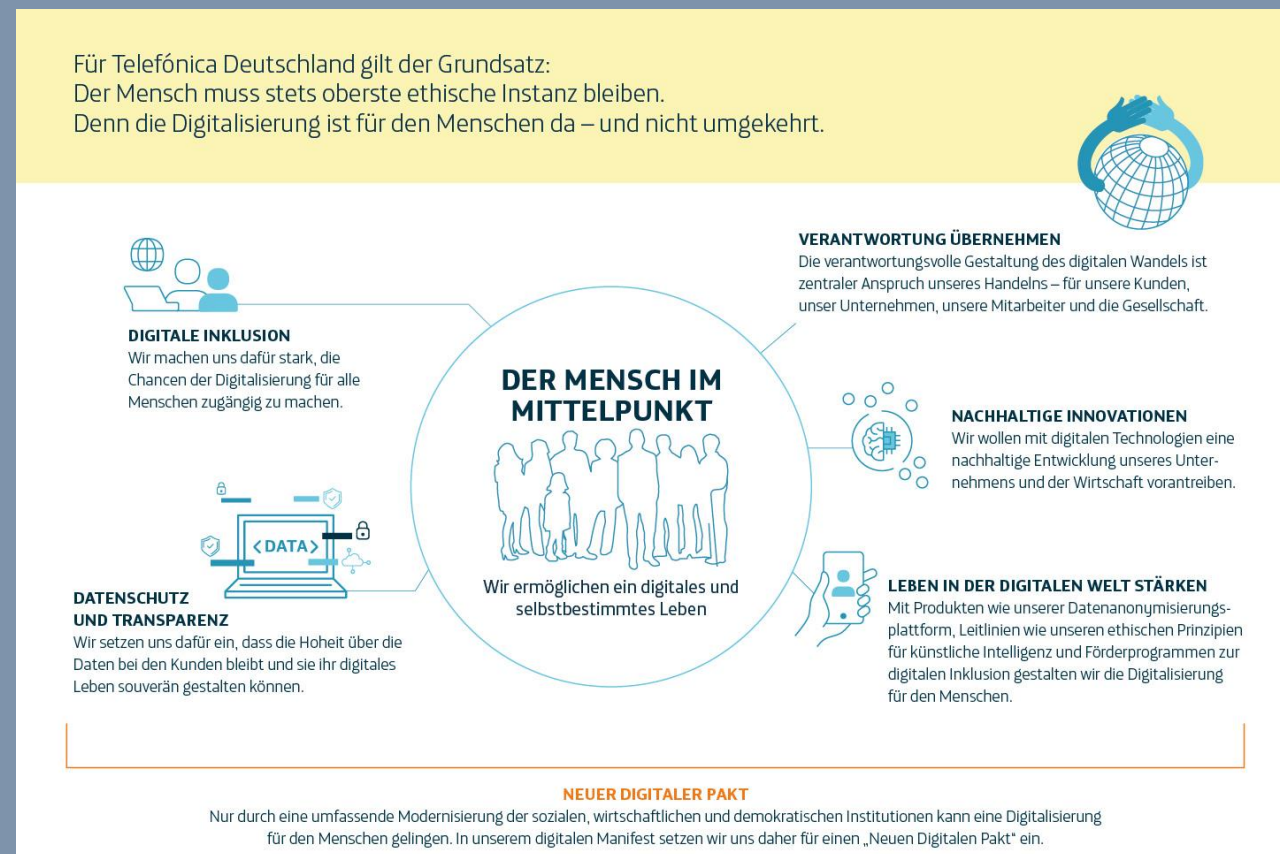 Für Telefónica Deutschland gilt der Grundsatz:
Der Mensch muss stets oberste ethische Instanz bleiben.
Denn die Digitalisierung ist für den Menschen da – und nicht umgekehrt.
DIGITALE INKLUSION
Wir machen uns dafür stark, die
Chancen der Digitalisierung für alle
Menschen zugängig zu machen.
<DATA>
DATENSCHUTZ
UND TRANSPARENZ
Wir setzen uns dafür ein, dass die Hoheit über die
Daten bei den Kunden bleibt und sie ihr digitales
Leben souverän gestalten können.
DER MENSCH IM
MITTELPUNKT
Wir ermöglichen ein digitales und
selbstbestimmtes Leben
VERANTWORTUNG ÜBERNEHMEN
Die verantwortungsvolle Gestaltung des digitalen Wandels ist
zentraler Anspruch unseres Handelns – für unsere Kunden,
unser Unternehmen, unsere Mitarbeiter und die Gesellschaft.
NACHHALTIGE INNOVATIONEN
Wir wollen mit digitalen Technologien eine
nachhaltige Entwicklung unseres Unter-
nehmens und der Wirtschaft vorantreiben.
LEBEN IN DER DIGITALEN WELT STÄRKEN
Mit Produkten wie unserer Datenanonymisierungs-
plattform, Leitlinien wie unseren ethischen Prinzipien
für künstliche Intelligenz und Förderprogrammen zur
digitalen Inklusion gestalten wir die Digitalisierung
für den Menschen.
NEUER DIGITALER PAKT
Nur durch eine umfassende Modernisierung der sozialen, wirtschaftlichen und demokratischen Institutionen kann eine Digitalisierung
für den Menschen gelingen. In unserem digitalen Manifest setzen wir uns daher für einen „Neuen Digitalen Pakt“ ein.